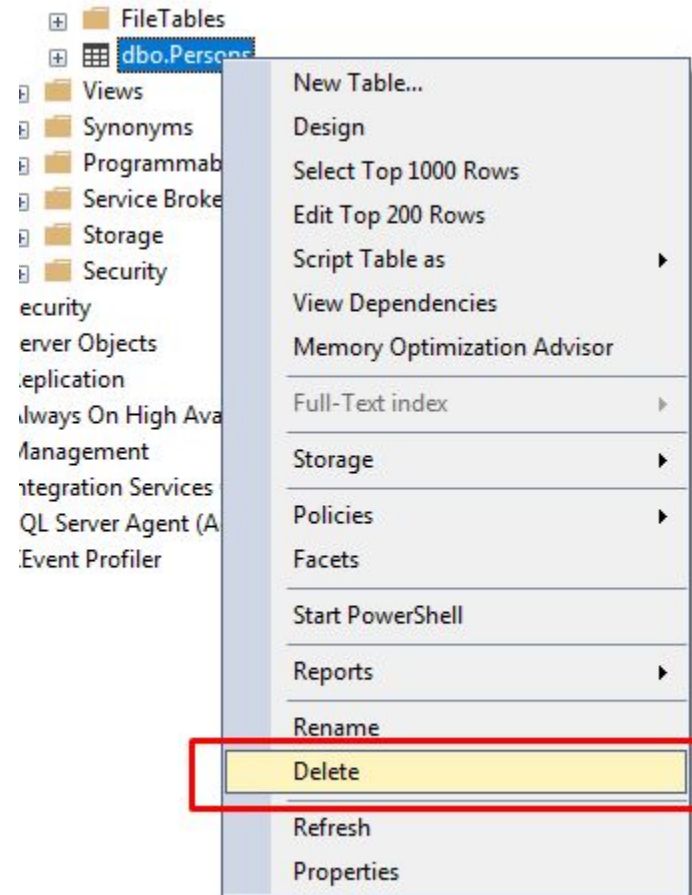 FileTables
dbo.Persons
Views
Synonyms
Programmab
Service Broke
Storage
Security
ecurity
erver Objects
eplication
lways On High Ava
Management
ntegration Services
QL Server Agent (A
Event Profiler
New Table...
Design
Select Top 1000 Rows
Edit Top 200 Rows
Script Table as
View Dependencies
Memory Optimization Advisor
Full-Text index
Storage
Policies
Facets
Start PowerShell
Reports
Rename
Delete
Refresh
Properties